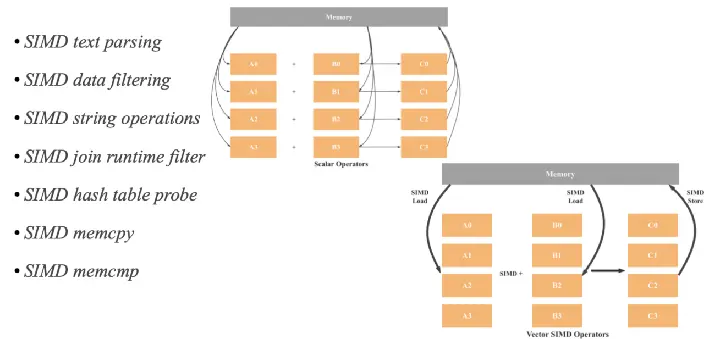 • SIMD text parsing
• SIMD data filtering
• SIMD string operations
• SIMD join runtime filter
• SIMD hash table probe
• SIMD memcpy
• SIMD memcmp
Memory
A0 + B0 C0
A1 + B1 C1
A2 + B2 C2
A3 + B3 C3
Scalar Operators
Memory
SIMD Load
SIMD Load
SIMD Store
A0 B0 C0
A1 B1 C1
SIMD +
A2 B2 C2
A3 B3 C3
Vector SIMD Operators